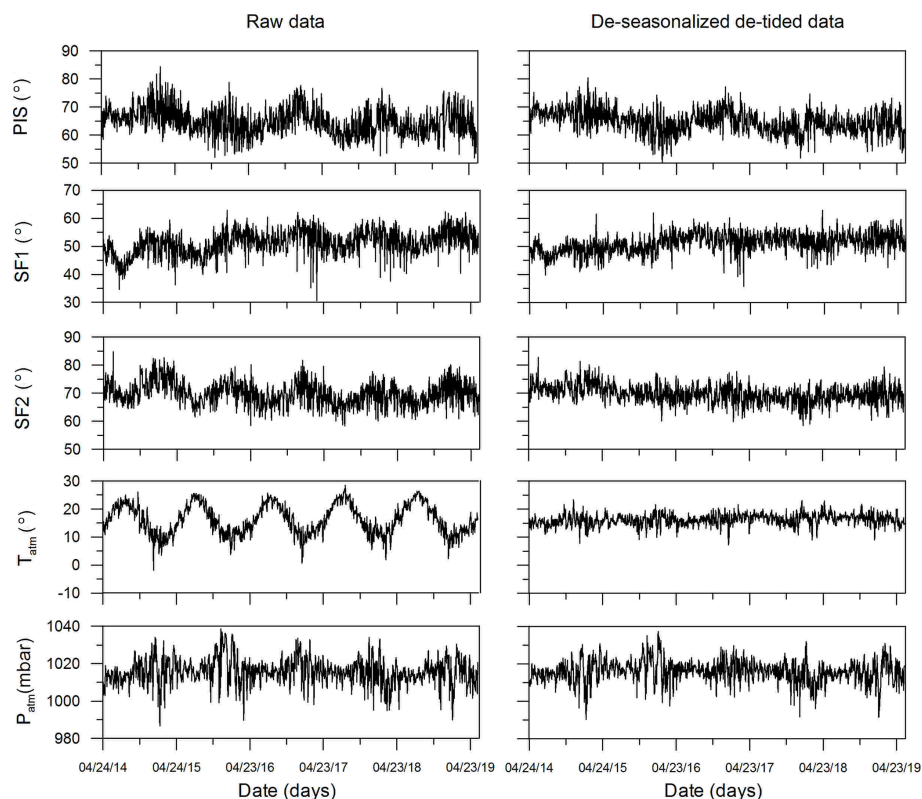 Raw data
De-seasonalized de-tided data
90
80
70
60
50
PIS (°)
70
60
50
40
30
SF1 (°)
90
80
70
60
50
SF2 (°)
30
20
10
0
-10
Tatm (°)
1040
1020
1000
980
Patm(mbar)
04/24/14 04/24/15 04/23/16 04/23/17 04/23/18 04/23/19
04/24/14 04/24/15 04/23/16 04/23/17 04/23/18 04/23/19
Date (days)
Date (days)